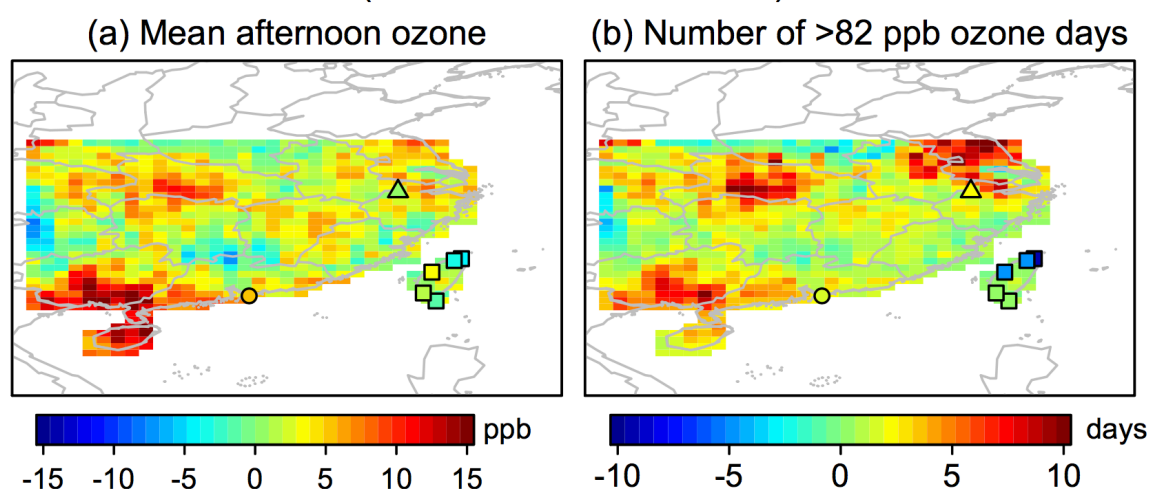 (a) Mean afternoon ozone
(b) Number of >82 ppb ozone days
-15 -10 -5 0 5 10 15 ppb
-10 -5 0 5 10 days